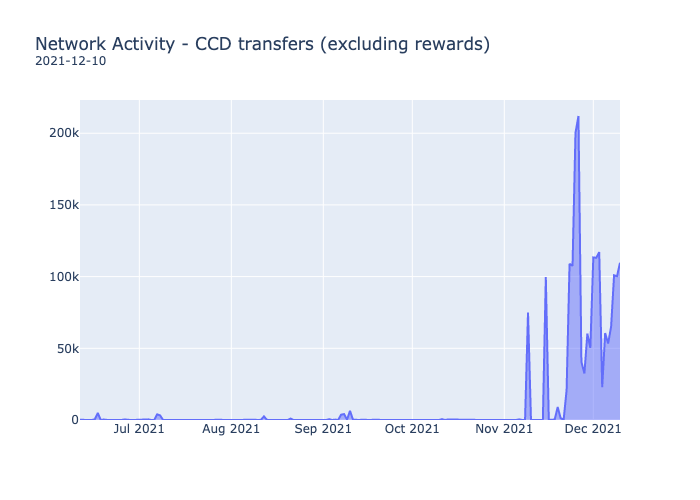 Network Activity - CCD transfers (excluding rewards)
2021-12-10
200k
150k
100k
50k
0
Jul 2021 Aug 2021 Sep 2021 Oct 2021 Nov 2021 Dec 2021